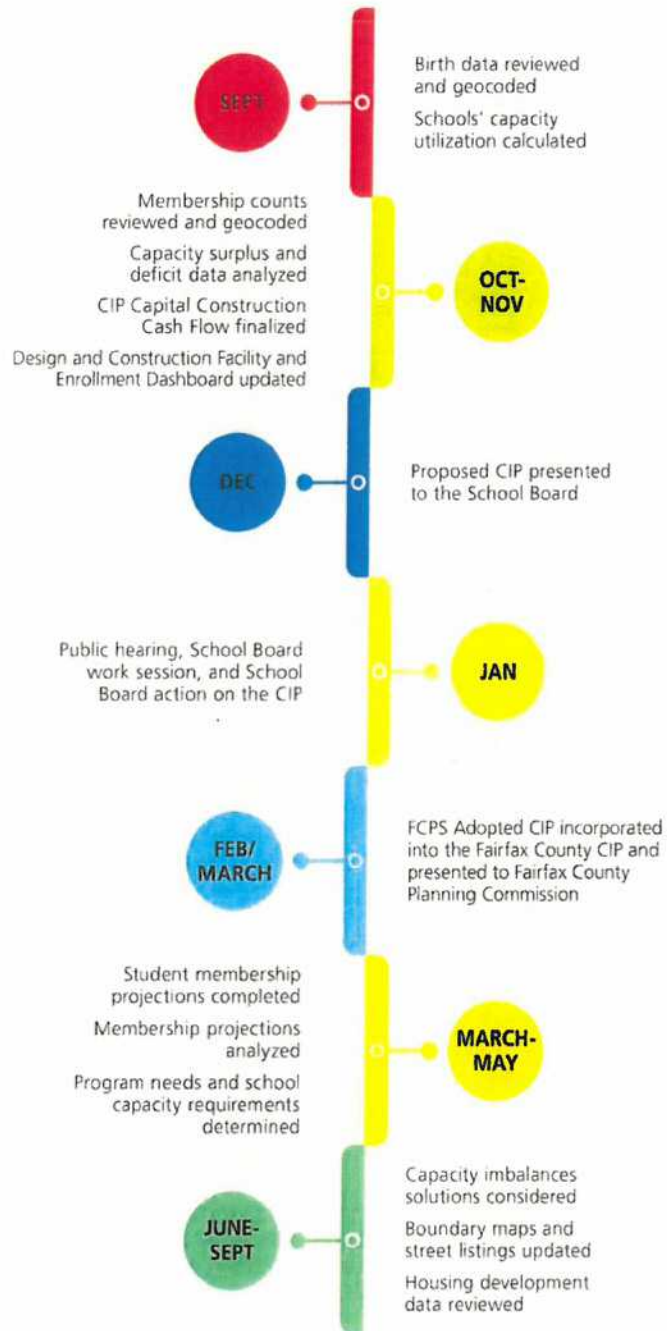 SEPT
Birth data reviewed
and geocoded
Schools' capacity
utilization calculated
Membership counts
reviewed and geocoded
Capacity surplus and
deficit data analyzed
CIP Capital Construction
Cash Flow finalized
Design and Construction Facility and
Enrollment Dashboard updated
OCT-
NOV
DEC
Proposed CIP presented
to the School Board
Public hearing, School Board
work session, and School
Board action on the CIP
JAN
FEB/
MARCH
FCPS Adopted CIP incorporated
into the Fairfax County CIP and
presented to Fairfax County
Planning Commission
Student membership
projections completed
Membership projections
analyzed
Program needs and school
capacity requirements
determined
MARCH-
MAY
JUNE-
SEPT
Capacity imbalances
solutions considered
Boundary maps and
street listings updated
Housing development
data reviewed